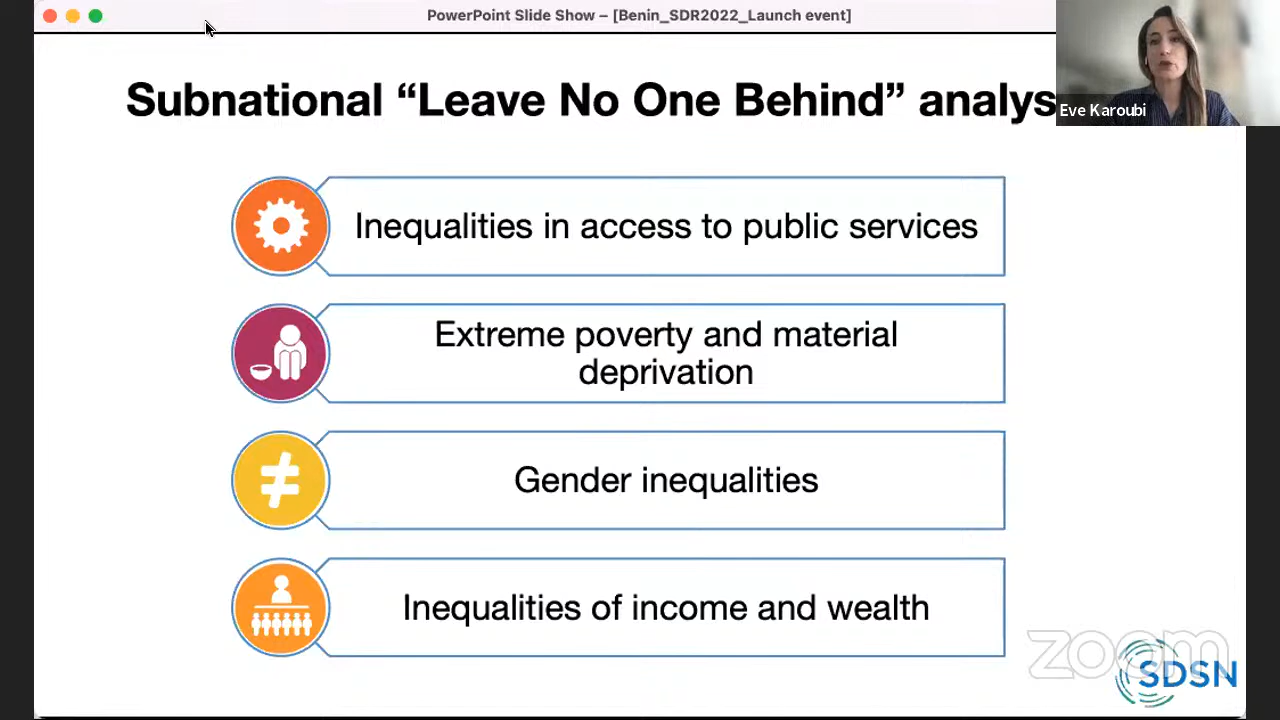 PowerPoint Slide Show – [Benin_SDR2022_Launch event]
Eve Karoubi
Subnational “Leave No One Behind” analys
Inequalities in access to public services
Extreme poverty and material
deprivation
Gender inequalities
Inequalities of income and wealth
zoom
SDSN